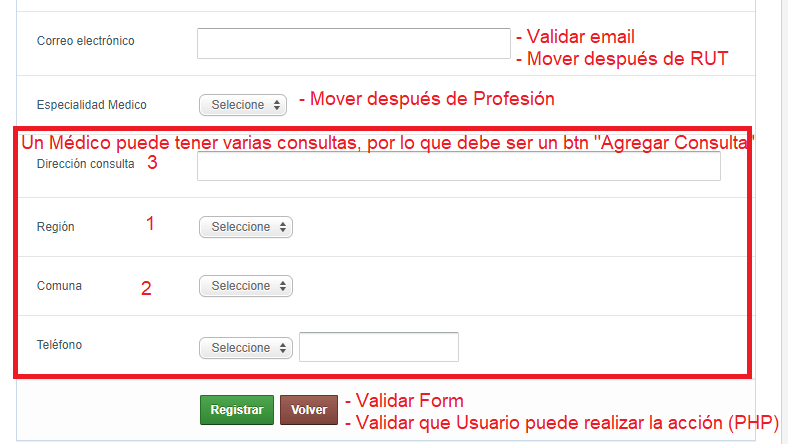 Correo electrónico
- Validar email
- Mover después de RUT
Especialidad Medico Selecione - Mover después de Profesión
Un Médico puede tener varias consultas, por lo que debe ser un btn "Agregar Consulta"
Dirección consulta 3
Región 1 Seleccione
Comuna 2 Seleccione
Teléfono Seleccione
Registrar Volver - Validar Form
- Validar que Usuario puede realizar la acción (PHP)